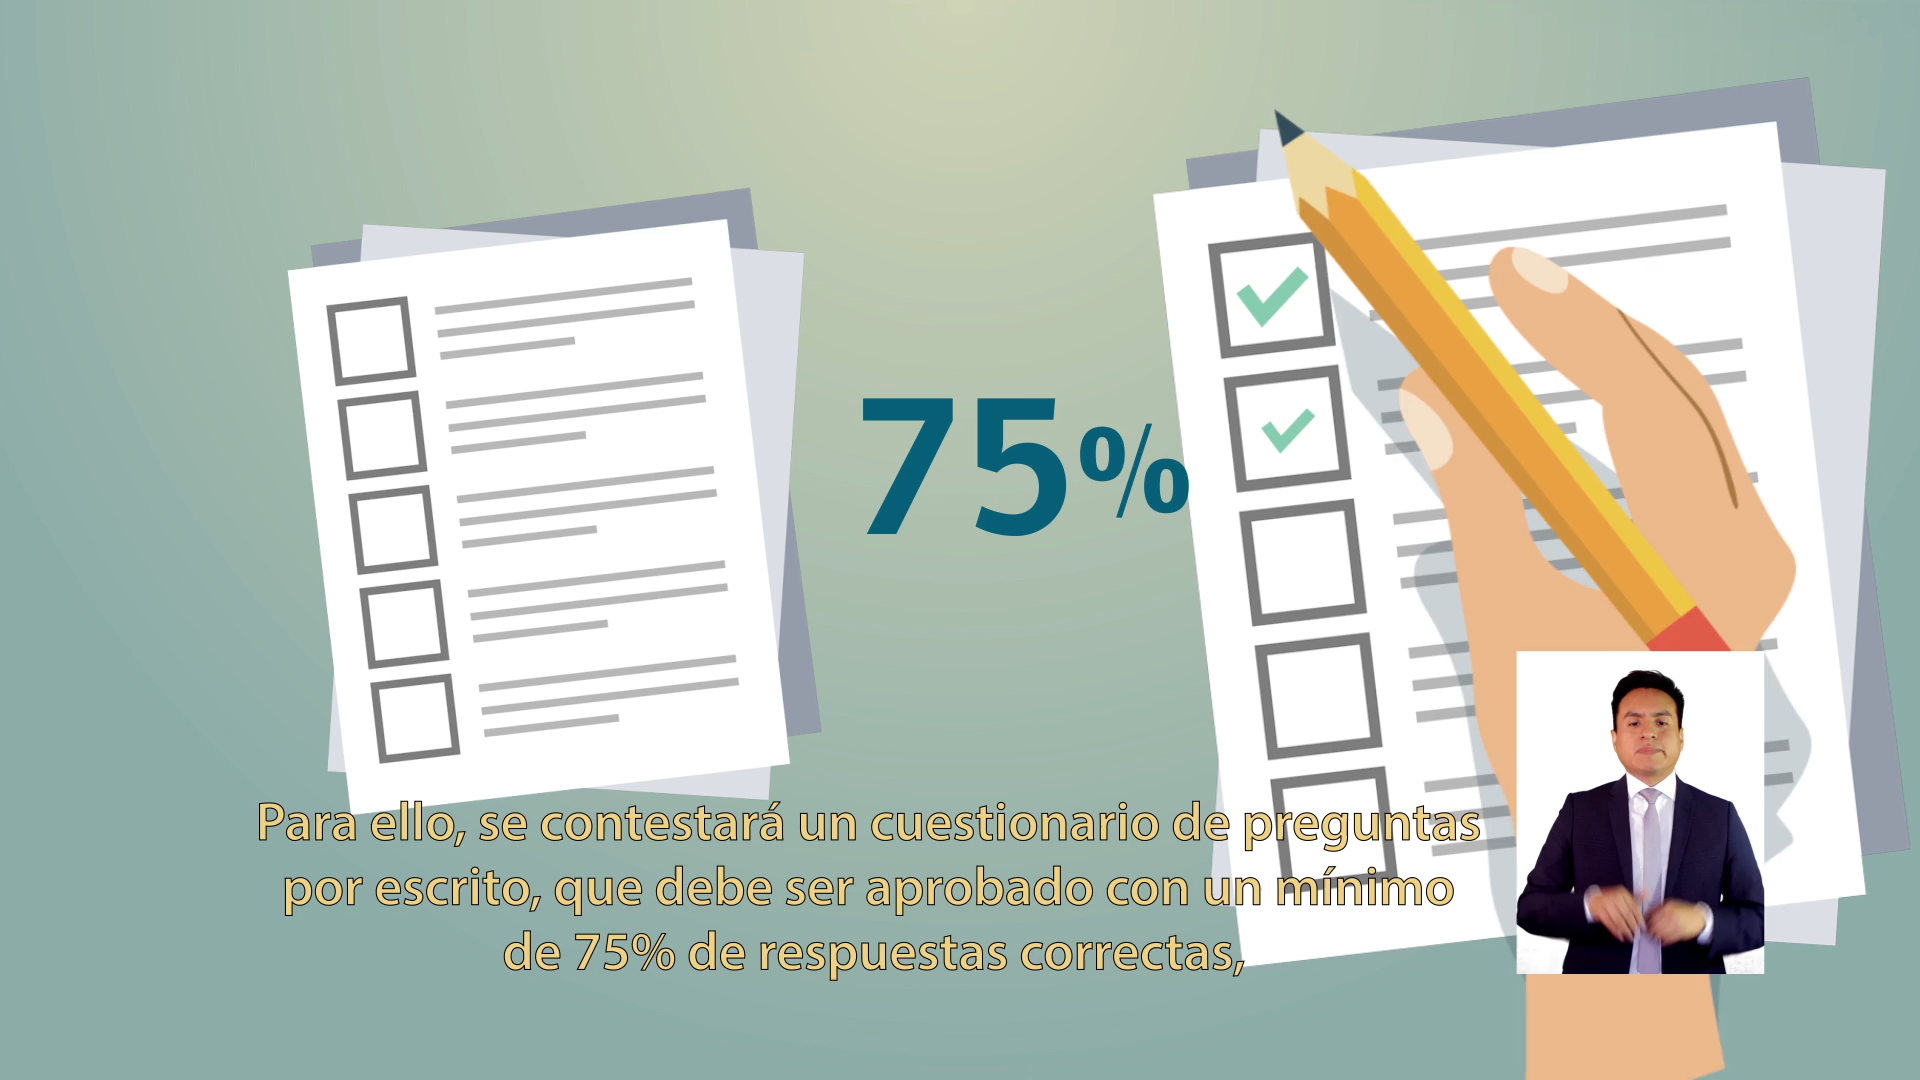 75%
Para ello, se contestará un cuestionario de preguntas
por escrito, que debe ser aprobado con un mínimo
de 75% de respuestas correctas,